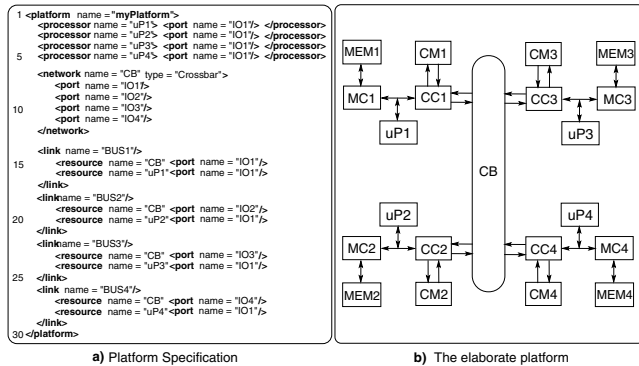 1 <platform name = "myPlatform">
<processor name = "uP1"> <port name = "IO1"/> </processor>
<processor name = "uP2"> <port name = "IO1"/> </processor>
<processor name = "uP3"> <port name = "IO1"/> </processor>
5 <processor name = "uP4"> <port name = "IO1"/> </processor>
<network name = "CB" type = "Crossbar">
<port name = "IO1"/>
<port name = "IO2"/>
10 <port name = "IO3"/>
<port name = "IO4"/>
</network>
<link name = "BUS1"/>
15 <resource name = "CB" <port name = "IO1"/>
<resource name = "uP1" <port name = "IO1"/>
</link>
<linkname = "BUS2"/>
<resource name = "CB" <port name = "IO2"/>
20 <resource name = "uP2" <port name = "IO1"/>
</link>
<linkname = "BUS3"/>
<resource name = "CB" <port name = "IO3"/>
<resource name = "uP3" <port name = "IO1"/>
25 </link>
<link name = "BUS4"/>
<resource name = "CB" <port name = "IO4"/>
<resource name = "uP4" <port name = "IO1"/>
</link>
30 </platform>
a) Platform Specification
MEM1 CM1 CM3 MEM3
MC1 CC1 CC3 MC3
uP1 uP3
CB
uP2 uP4
MC2 CC2 CC4 MC4
MEM2 CM2 CM4 MEM4
b) The elaborate platform